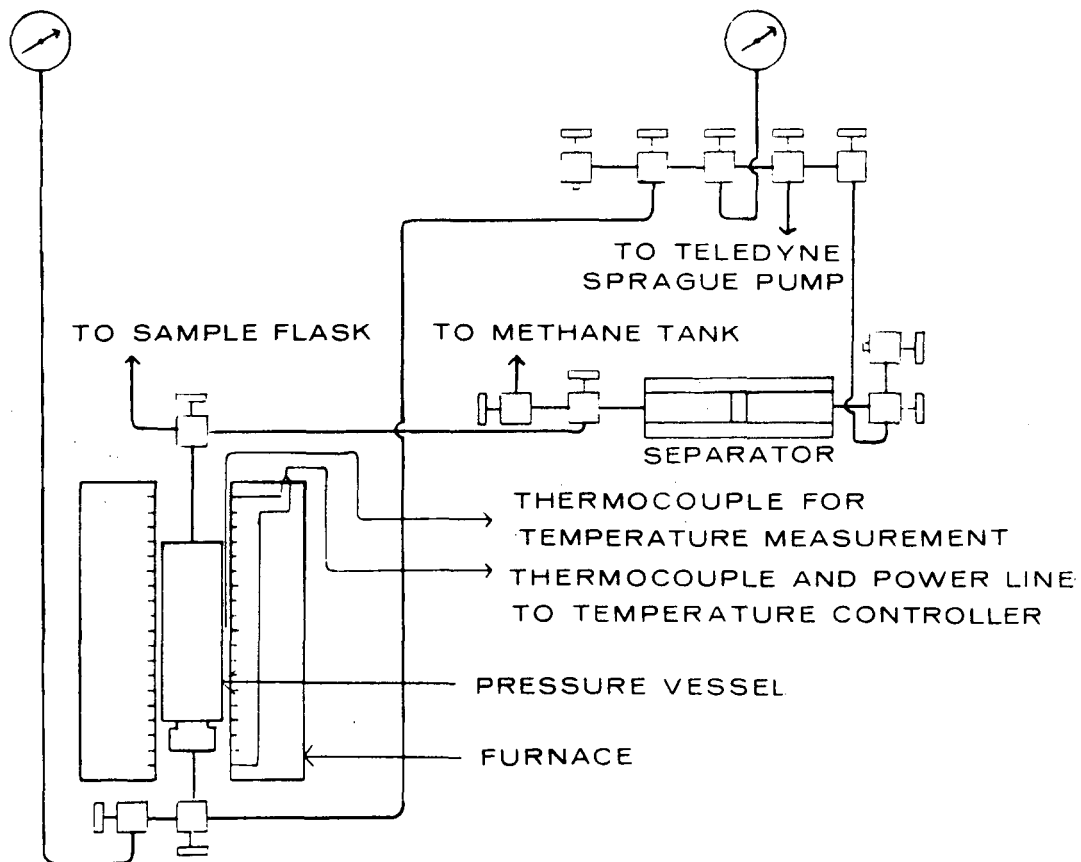 TO TELEDYNE
SPRAGUE PUMP
TO SAMPLE FLASK
TO METHANE TANK
SEPARATOR
THERMOCOUPLE FOR
TEMPERATURE MEASUREMENT
THERMOCOUPLE AND POWER LINE
TO TEMPERATURE CONTROLLER
PRESSURE VESSEL
FURNACE